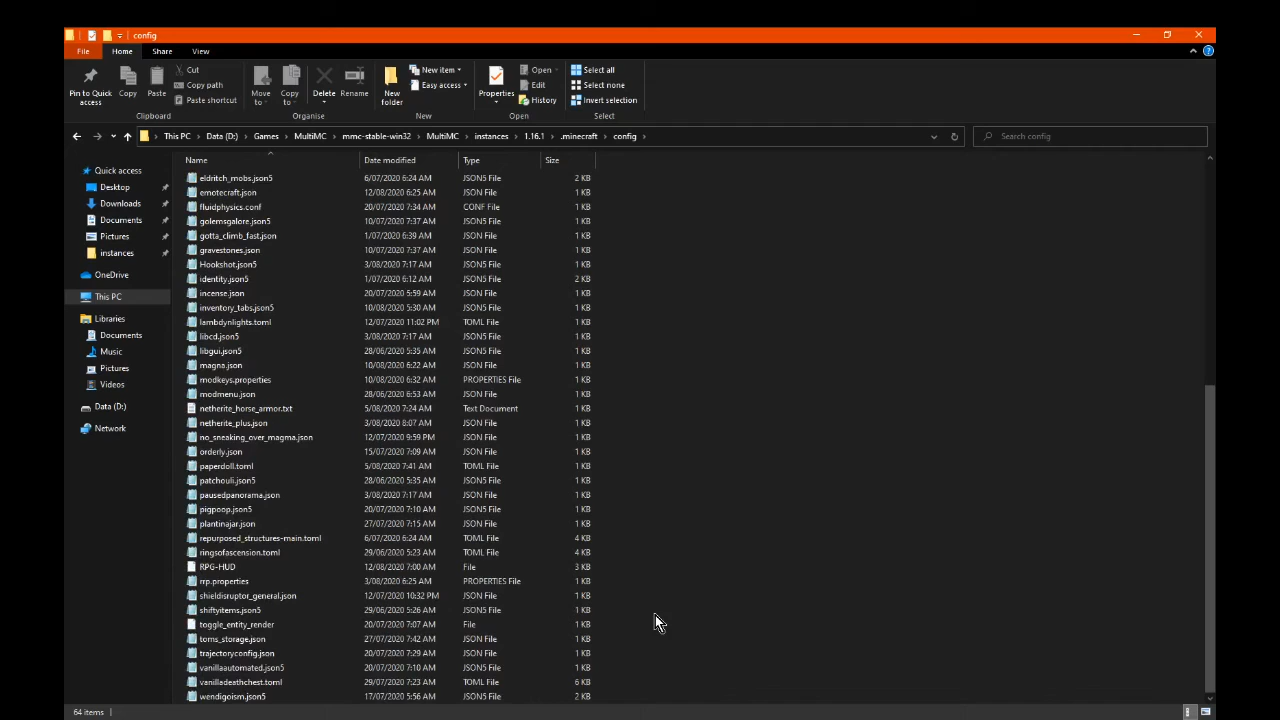 config
File Home Share View
Pin to Quick access
Copy
Paste
Cut
Copy path
Paste shortcut
Clipboard
Move to
Copy to
Delete
Rename
Organise
New folder
New item
Easy access
New
Properties
Open
Edit
History
Open
Select all
Select none
Invert selection
Select
This PC Data (D:) Games MultiMC mmc-stable-win32 MultiMC instances 1.16.1 .minecraft config
Search config
Quick access
Desktop
Downloads
Documents
Pictures
instances
OneDrive
This PC
Libraries
Documents
Music
Pictures
Videos
Data (D:)
Network
Name Date modified Type Size
eldritch_mobs.json5 6/07/2020 6:24 AM JSON5 File 2 KB
emotecraft.json 12/08/2020 6:25 AM JSON File 1 KB
fluidphysics.conf 20/07/2020 7:34 AM CONF File 1 KB
golemsgalore.json5 10/07/2020 7:37 AM JSON5 File 1 KB
gotta_climb_fast.json 1/07/2020 6:39 AM JSON File 1 KB
gravestones.json 10/07/2020 7:37 AM JSON File 1 KB
Hookshot.json5 3/08/2020 7:17 AM JSON5 File 1 KB
identity.json5 1/07/2020 6:12 AM JSON5 File 2 KB
incense.json 20/07/2020 5:59 AM JSON File 1 KB
inventory_tabs.json5 10/08/2020 5:30 AM JSON5 File 1 KB
lambdynlights.toml 12/07/2020 11:02 PM TOML File 1 KB
libcd.json5 3/08/2020 7:17 AM JSON5 File 1 KB
libgui.json5 28/06/2020 5:35 AM JSON5 File 1 KB
magna.json 10/08/2020 6:22 AM JSON File 1 KB
modkeys.properties 10/08/2020 6:32 AM PROPERTIES File 1 KB
modmenu.json 28/06/2020 6:53 AM JSON File 1 KB
netherite_horse_armor.txt 5/08/2020 7:24 AM Text Document 1 KB
netherite_plus.json 3/08/2020 8:07 AM JSON File 1 KB
no_sneaking_over_magma.json 12/07/2020 9:59 PM JSON File 1 KB
orderly.json 15/07/2020 7:09 AM JSON File 1 KB
paperdoll.toml 5/08/2020 7:41 AM TOML File 1 KB
patchouli.json5 28/06/2020 5:35 AM JSON5 File 1 KB
pausedpanorama.json 3/08/2020 7:17 AM JSON File 1 KB
pigpoop.json5 20/07/2020 7:10 AM JSON5 File 1 KB
plantinajar.json 27/07/2020 7:15 AM JSON File 1 KB
repurposed_structures-main.toml 6/07/2020 6:24 AM TOML File 4 KB
ringsofascension.toml 29/06/2020 5:23 AM TOML File 4 KB
RPG-HUD 12/08/2020 7:00 AM File 3 KB
rrp.properties 3/08/2020 6:25 AM PROPERTIES File 1 KB
shieldisruptor_general.json 12/07/2020 10:32 PM JSON File 1 KB
shiftyitems.json5 29/06/2020 5:26 AM JSON5 File 1 KB
toggle_entity_render 20/07/2020 7:07 AM File 1 KB
toms_storage.json 27/07/2020 7:42 AM JSON File 1 KB
trajectoryconfig.json 20/07/2020 7:29 AM JSON File 1 KB
vanillaautomated.json5 20/07/2020 7:10 AM JSON5 File 1 KB
vanilladeathchest.toml 29/07/2020 7:23 AM TOML File 6 KB
wendigoism.json5 17/07/2020 5:56 AM JSON5 File 2 KB
64 items